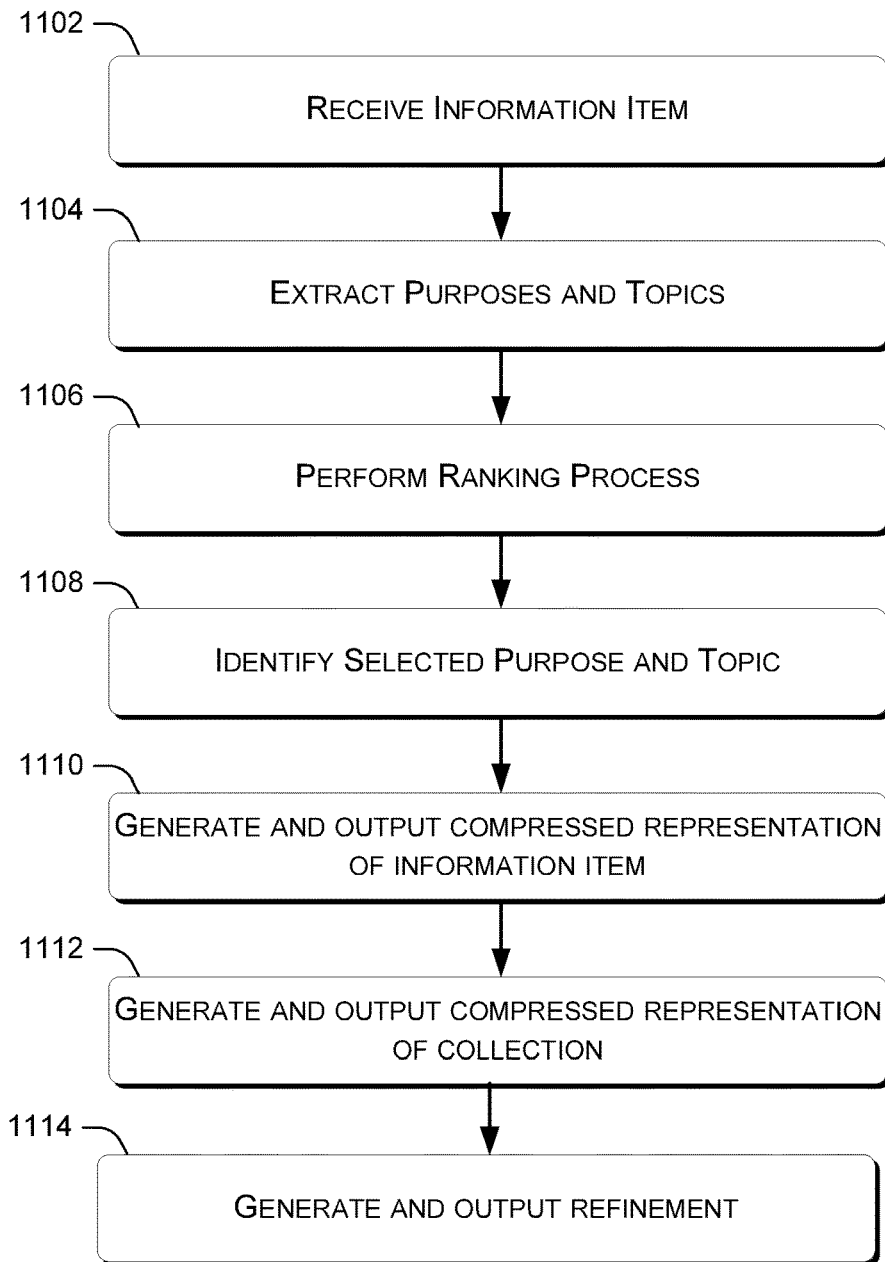 1102
RECEIVE INFORMATION ITEM
1104
EXTRACT PURPOSES AND TOPICS
1106
PERFORM RANKING PROCESS
1108
IDENTIFY SELECTED PURPOSE AND TOPIC
1110
GENERATE AND OUTPUT COMPRESSED REPRESENTATION
OF INFORMATION ITEM
1112
GENERATE AND OUTPUT COMPRESSED REPRESENTATION
OF COLLECTION
1114
GENERATE AND OUTPUT REFINEMENT